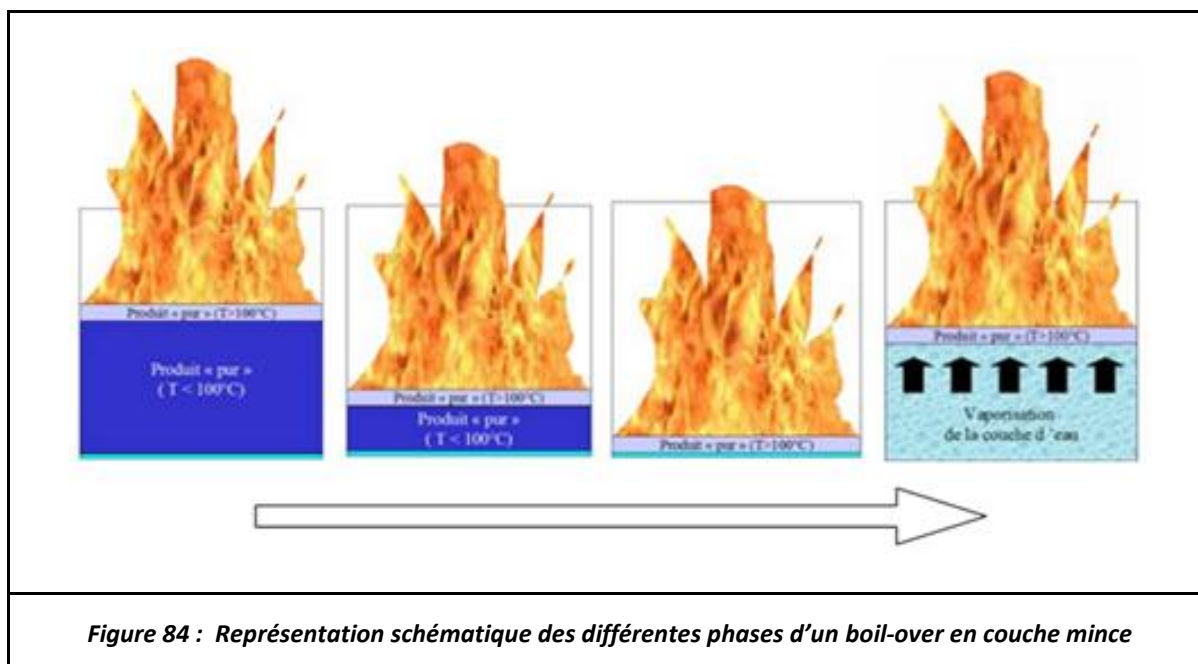 Produit « pur » (T>100°C)
Produit « pur »
( T < 100°C)
Produit « pur » (T>100°C)
Produit « pur »
( T < 100°C)
Produit « pur » (T>100°C)
Produit « pur » (T>100°C)
Vaporisation
de la couche d 'eau
Figure 84 : Représentation schématique des différentes phases d'un boil-over en couche mince